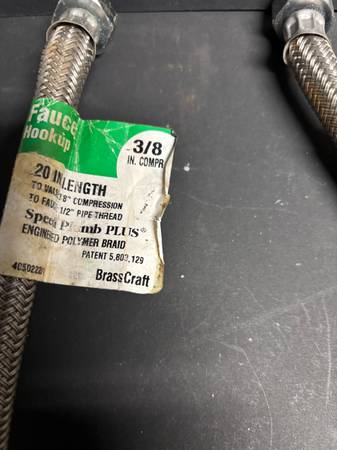 Faucet
Hookup
3/8
IN. COMPR
20 IN LENGTH
TO VALVE 3/8" COMPRESSION
TO FAUC 1/2" PIPE THREAD
Speedi Plumb PLUS®
ENGINEERED POLYMER BRAID
PATENT 5,803,129
BrassCraft